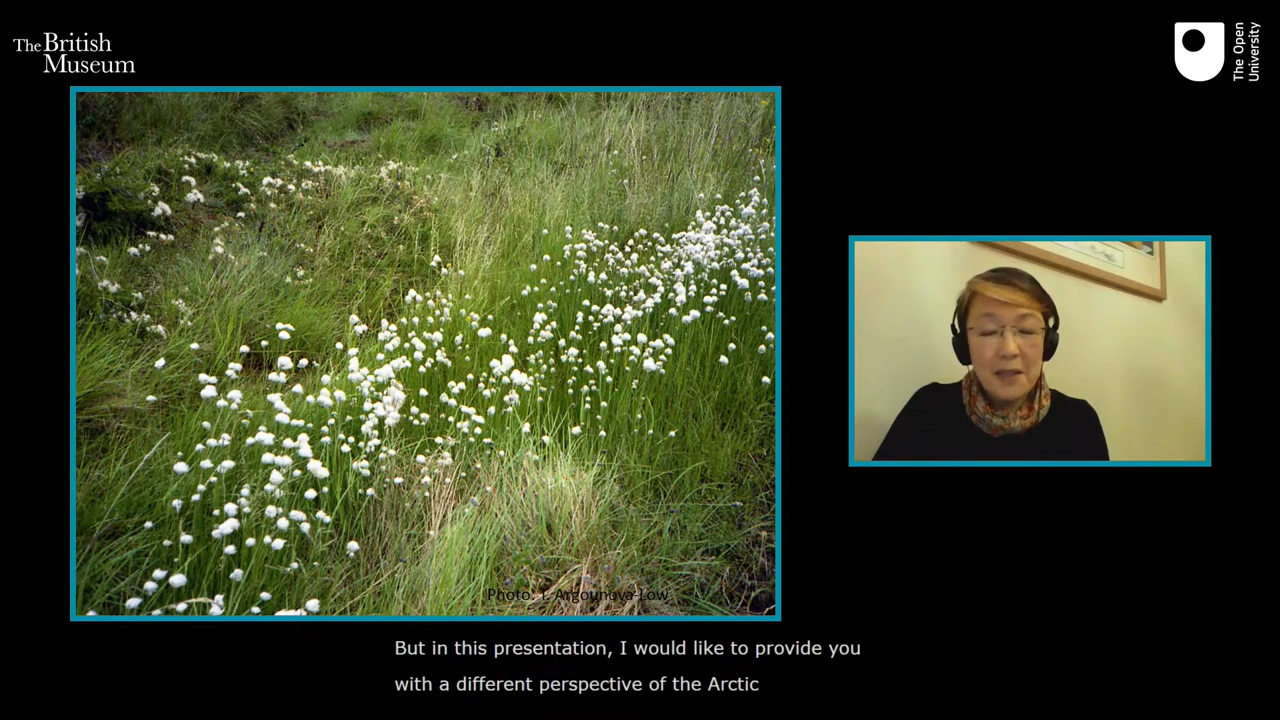 The British
Museum
The Open
University
Photo: T. Argounova-Low
But in this presentation, I would like to provide you
with a different perspective of the Arctic